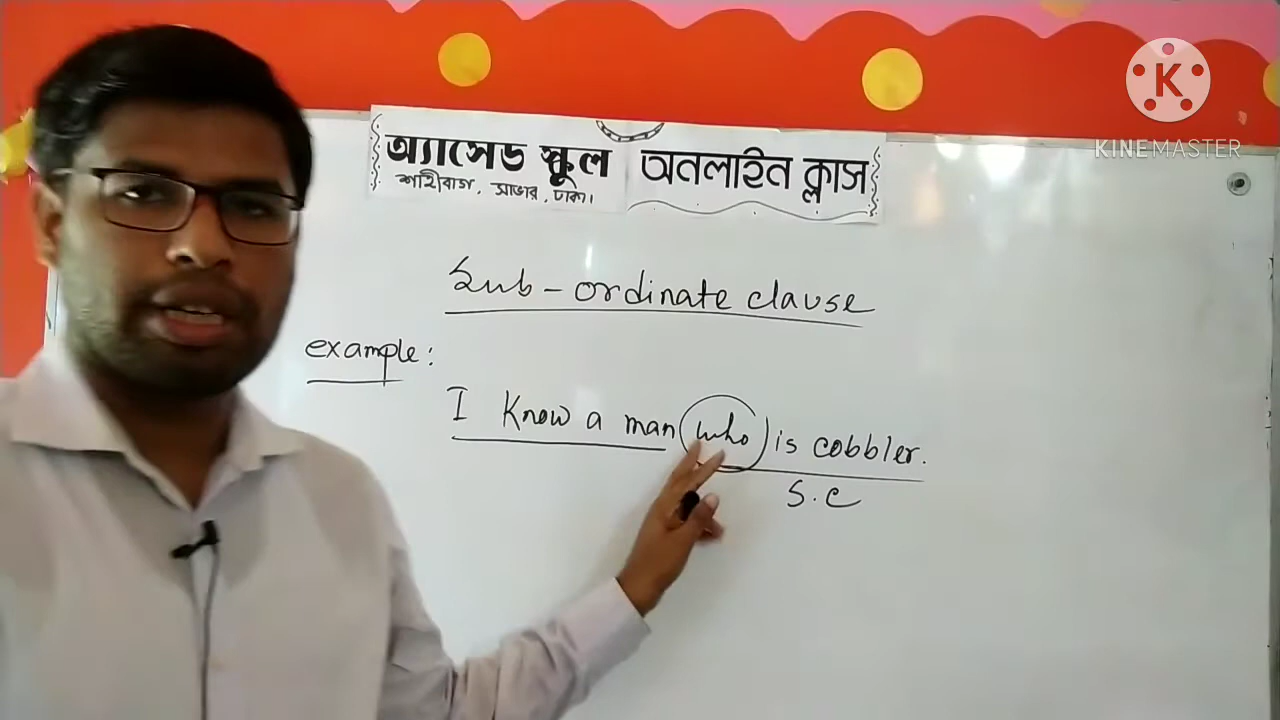 K
KINEMASTER
অ্যাসেড স্কুল অনলাইন ক্লাস
শাহীবাগ, সাভার, ঢাকা।
Sub-ordinate clause
example:
I Know a man who is cobbler.
S.C